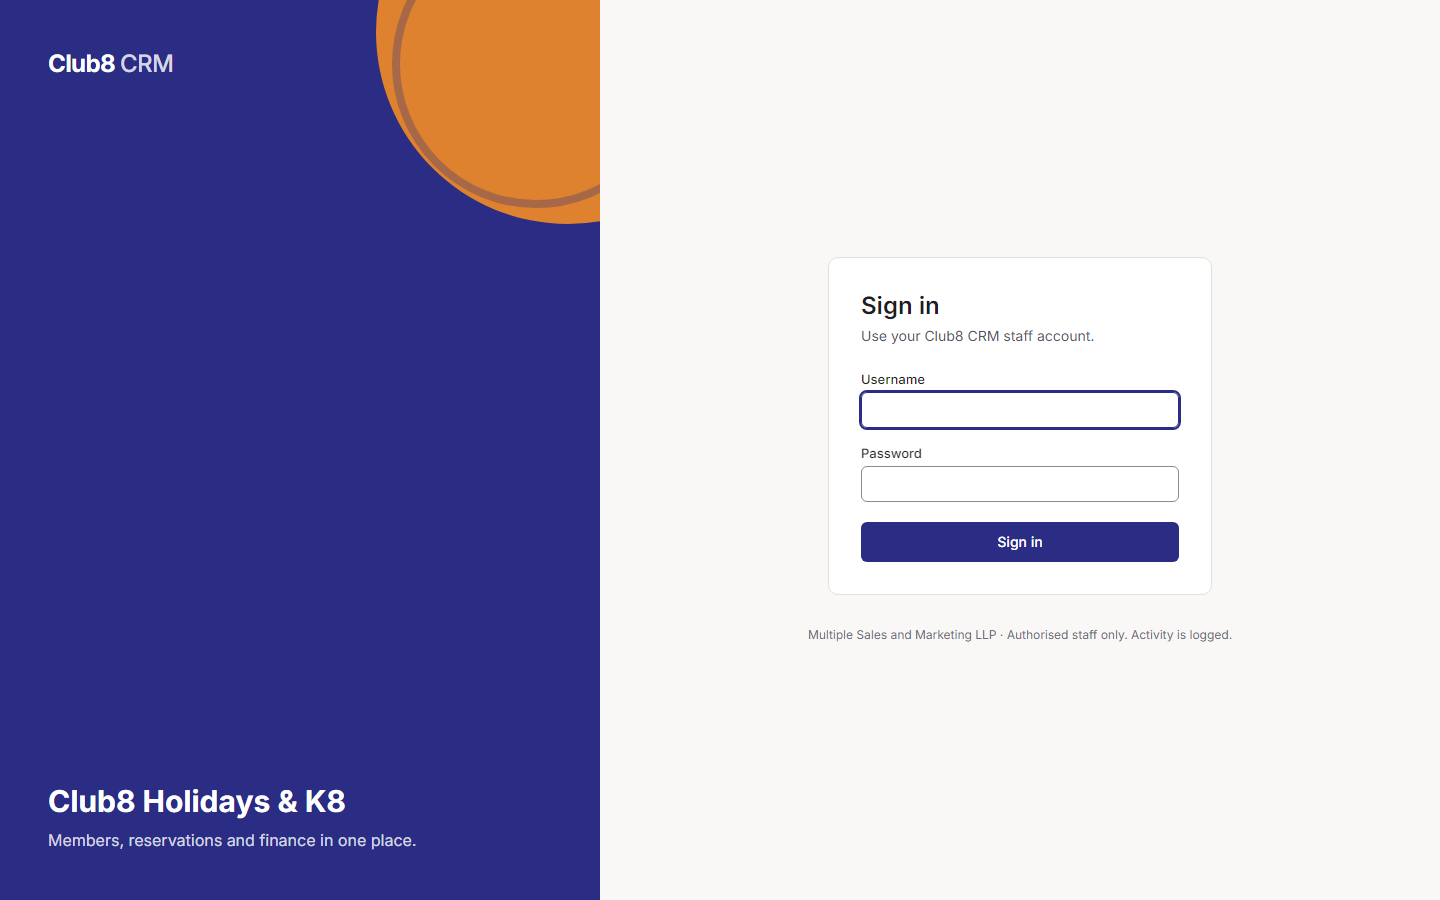 Club8 CRM
Club8 Holidays & K8
Members, reservations and finance in one place.
Sign in
Use your Club8 CRM staff account.
Username
Password
Sign in
Multiple Sales and Marketing LLP · Authorised staff only. Activity is logged.